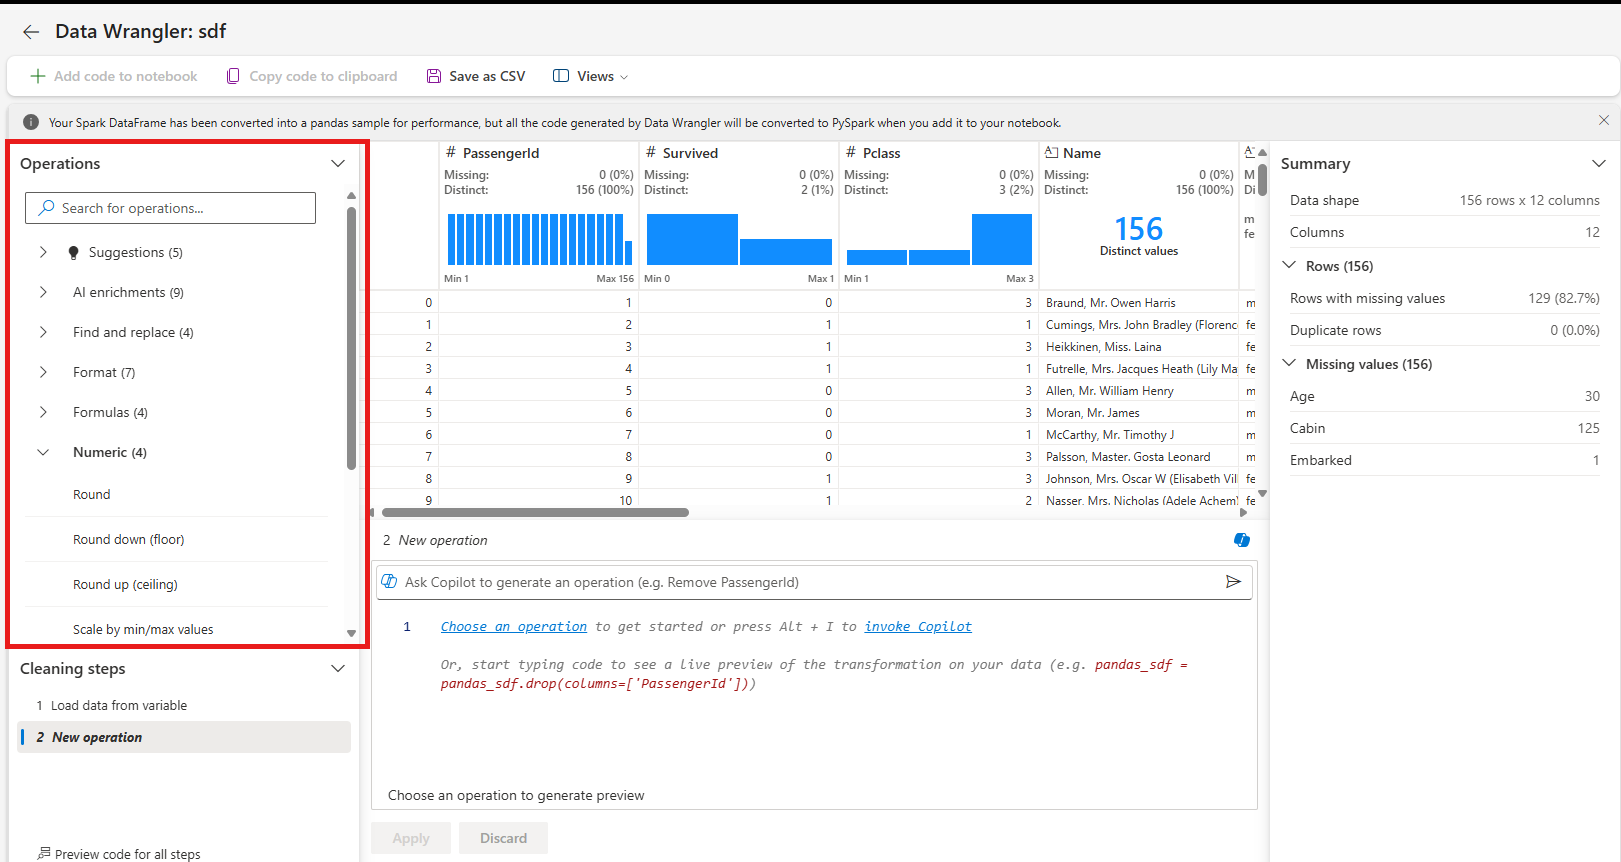 Data Wrangler: sdf
Add code to notebook Copy code to clipboard Save as CSV Views
Your Spark DataFrame has been converted into a pandas sample for performance, but all the code generated by Data Wrangler will be converted to PySpark when you add it to your notebook.
Operations
Search for operations...
Suggestions (5)
AI enrichments (9)
Find and replace (4)
Format (7)
Formulas (4)
Numeric (4)
Round
Round down (floor)
Round up (ceiling)
Scale by min/max values
Cleaning steps
1 Load data from variable
2 New operation
Preview code for all steps
# PassengerId # Survived # Pclass Name
Missing: 0 (0%) Missing: 0 (0%) Missing: 0 (0%) Missing: 0 (0%) M
Distinct: 156 (100%) Distinct: 2 (1%) Distinct: 3 (2%) Distinct: 156 (100%) Di
156 m
Distinct values fe
Min 1 Max 156 Min 0 Max 1 Min 1 Max 3
0 1 0 3 Braund, Mr. Owen Harris m
1 2 1 1 Cumings, Mrs. John Bradley (Florenc fe
2 3 1 3 Heikkinen, Miss. Laina fe
3 4 1 1 Futrelle, Mrs. Jacques Heath (Lily Ma fe
4 5 0 3 Allen, Mr. William Henry m
5 6 0 3 Moran, Mr. James m
6 7 0 1 McCarthy, Mr. Timothy J m
7 8 0 3 Palsson, Master. Gosta Leonard m
8 9 1 3 Johnson, Mrs. Oscar W (Elisabeth Vil fe
9 10 1 2 Nasser, Mrs. Nicholas (Adele Achem) fe
2 New operation
Ask Copilot to generate an operation (e.g. Remove PassengerId)
1 Choose an operation to get started or press Alt + I to invoke Copilot
Or, start typing code to see a live preview of the transformation on your data (e.g. pandas_sdf =
pandas_sdf.drop(columns=['PassengerId']))
Choose an operation to generate preview
Apply Discard
Summary
Data shape 156 rows x 12 columns
Columns 12
Rows (156)
Rows with missing values 129 (82.7%)
Duplicate rows 0 (0.0%)
Missing values (156)
Age 30
Cabin 125
Embarked 1